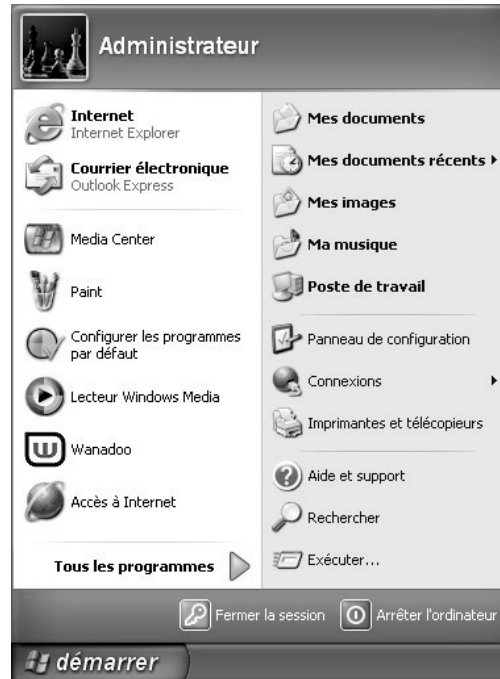 Administrateur
Internet
Internet Explorer
Courrier électronique
Outlook Express
Media Center
Paint
Configurer les programmes
par défaut
Lecteur Windows Media
Wanadoo
Accès à Internet
Tous les programmes
Mes documents
Mes documents récents
Mes images
Ma musique
Poste de travail
Panneau de configuration
Connexions
Imprimantes et télécopieurs
Aide et support
Rechercher
Exécuter...
Fermer la session
Arrêter l'ordinateur
démarrer